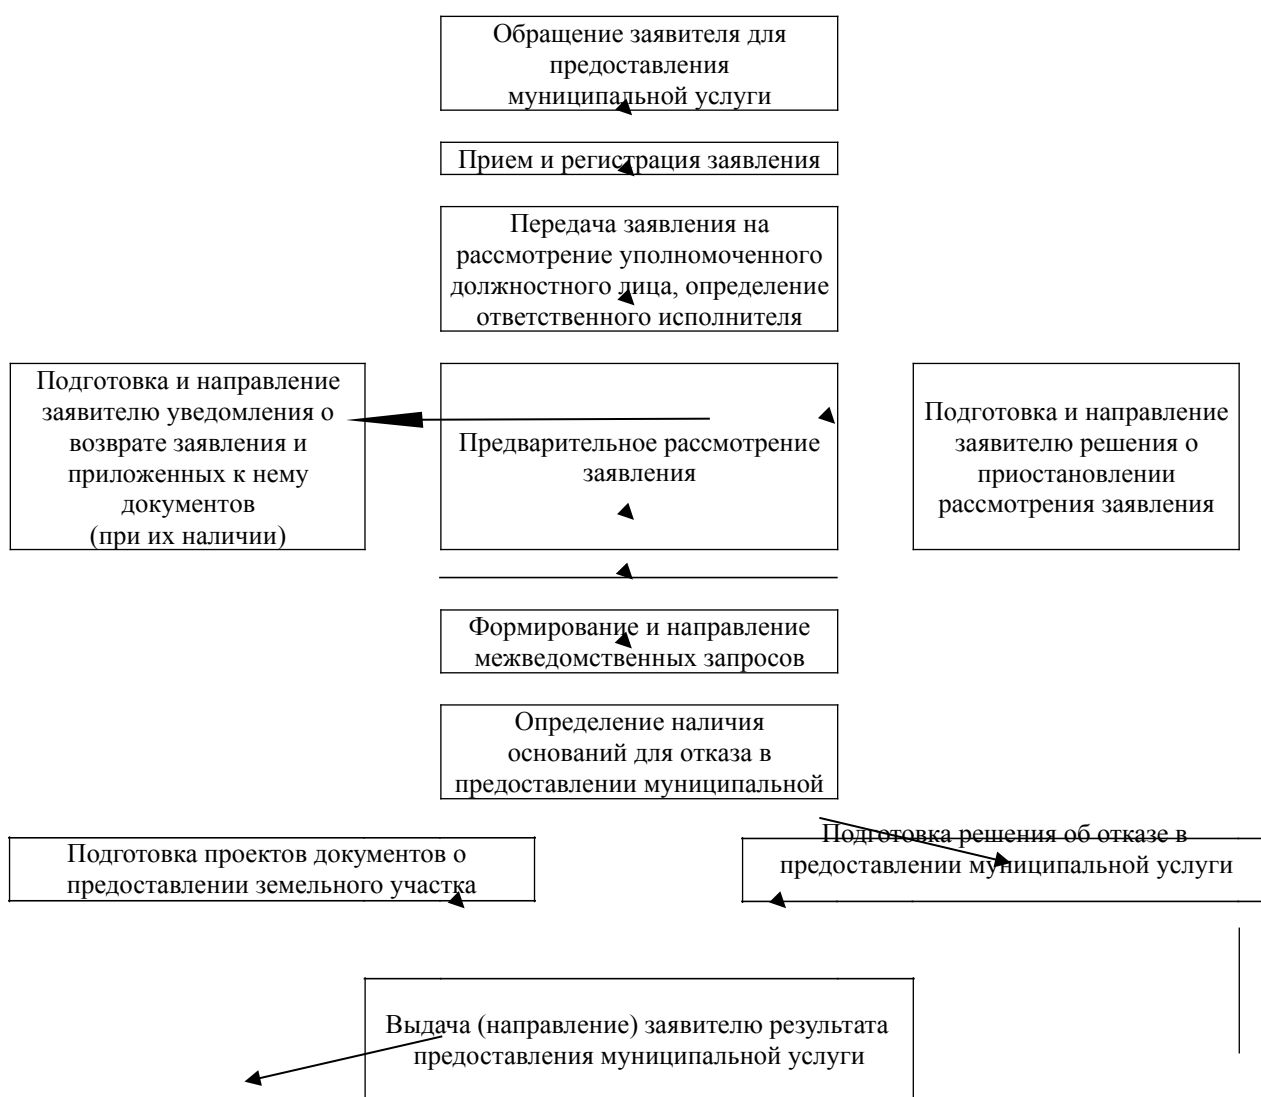 Обращение заявителя для
предоставления
муниципальной услуги
Прием и регистрация заявления
Передача заявления на
рассмотрение уполномоченного
должностного лица, определение
ответственного исполнителя
Подготовка и направление
заявителю уведомления о
возврате заявления и
приложенных к нему
документов
(при их наличии)
Предварительное рассмотрение
заявления
Подготовка и направление
заявителю решения о
приостановлении
рассмотрения заявления
Формирование и направление
межведомственных запросов
Определение наличия
оснований для отказа в
предоставлении муниципальной
Подготовка проектов документов о
предоставлении земельного участка
Подготовка решения об отказе в
предоставлении муниципальной услуги
Выдача (направление) заявителю результата
предоставления муниципальной услуги